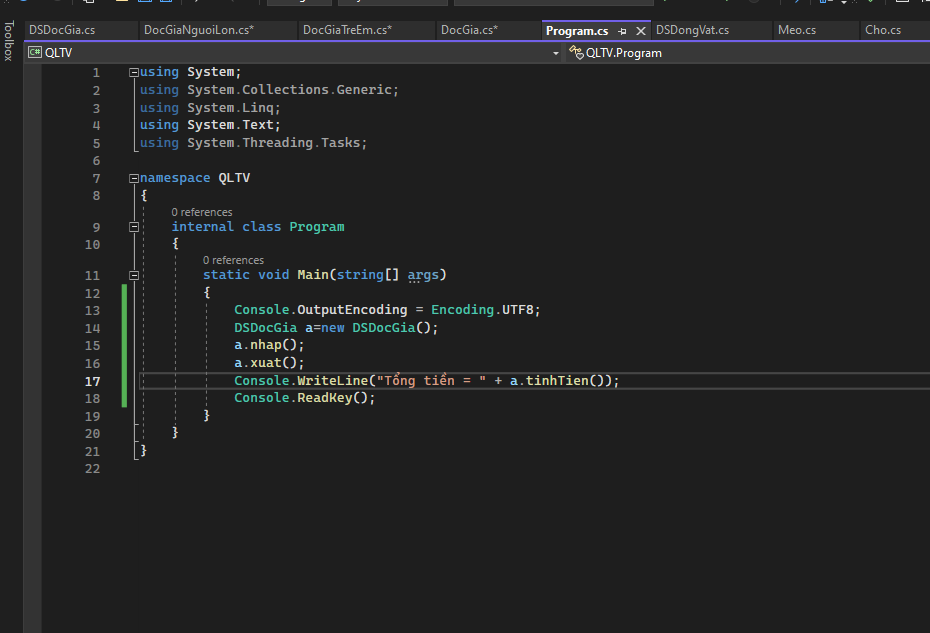 Toolbox
DSDocGia.cs DocGiaNguoiLon.cs* DocGiaTreEm.cs* DocGia.cs* Program.cs DSDongVat.cs Meo.cs Cho.cs
C# QLTV QLTV.Program
1 using System;
2 using System.Collections.Generic;
3 using System.Linq;
4 using System.Text;
5 using System.Threading.Tasks;
6
7 namespace QLTV
8 {
0 references
9 internal class Program
10 {
0 references
11 static void Main(string[] args)
12 {
13 Console.OutputEncoding = Encoding.UTF8;
14 DSDocGia a=new DSDocGia();
15 a.nhap();
16 a.xuat();
17 Console.WriteLine("Tổng tiền = " + a.tinhTien());
18 Console.ReadKey();
19 }
20 }
21 }
22